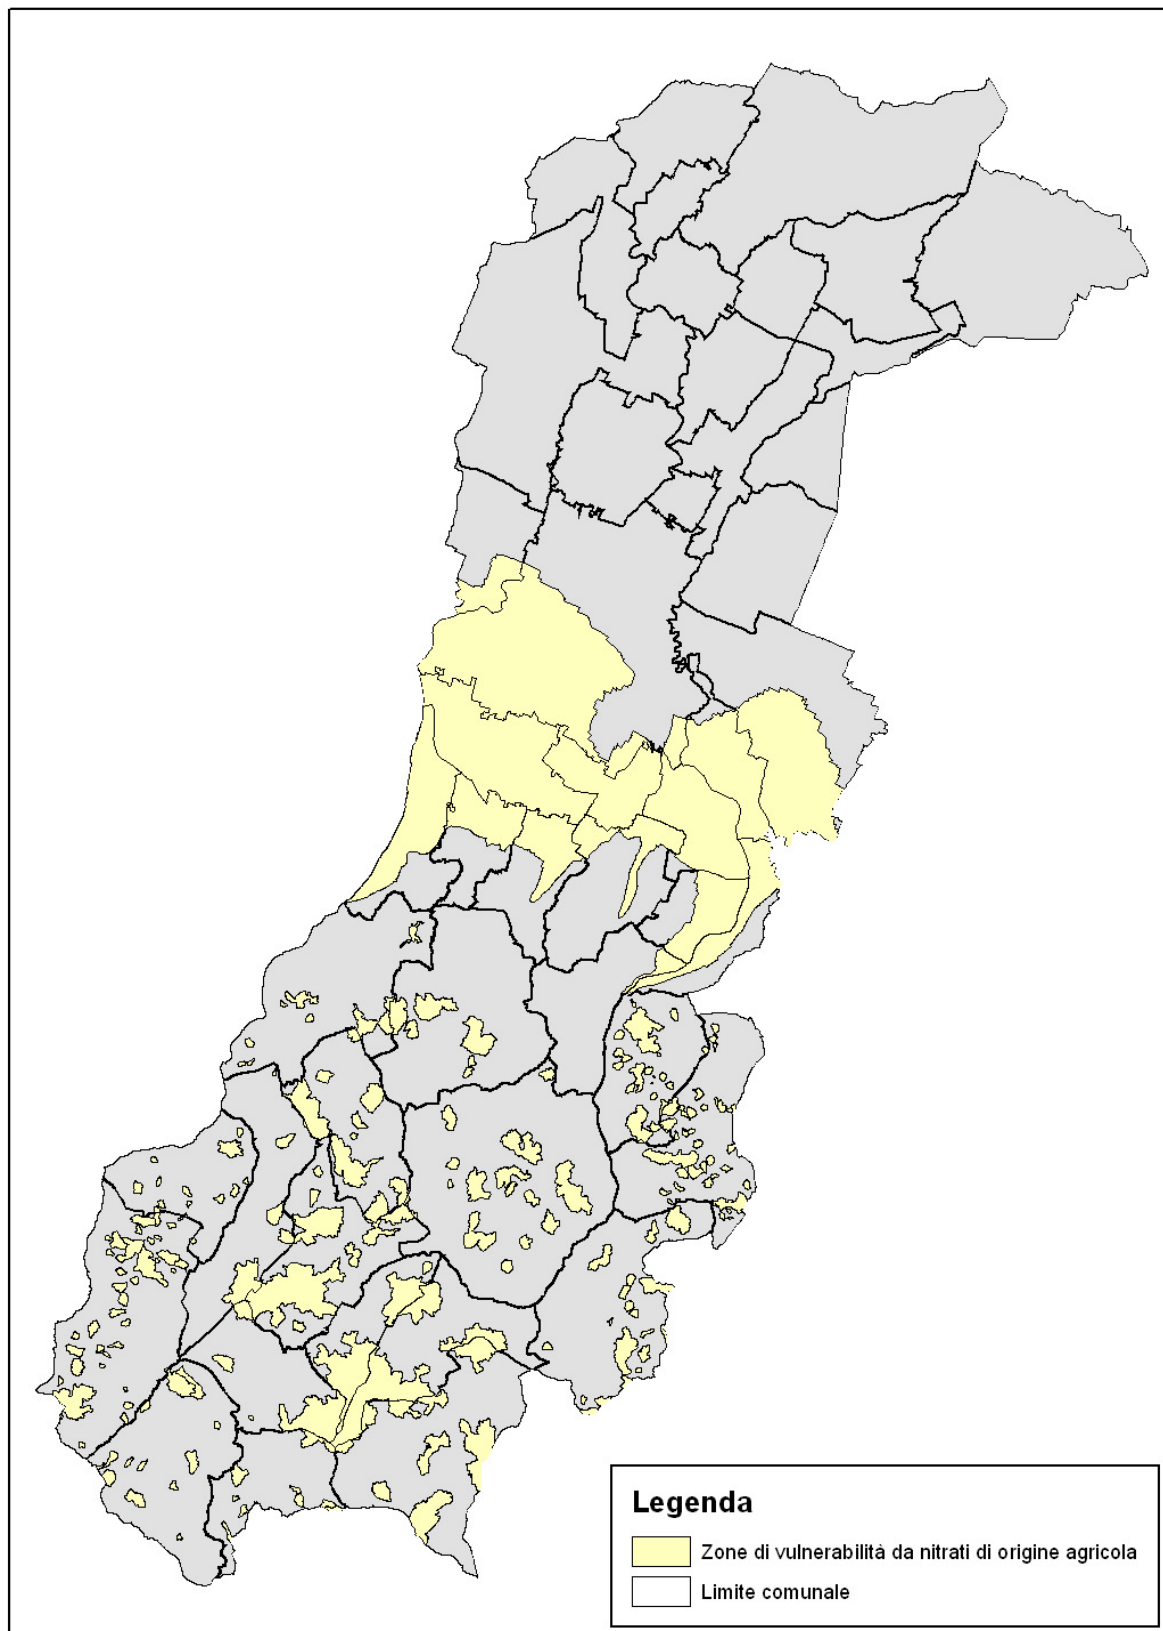 Legenda
Zone di vulnerabilità da nitrati di origine agricola
Limite comunale